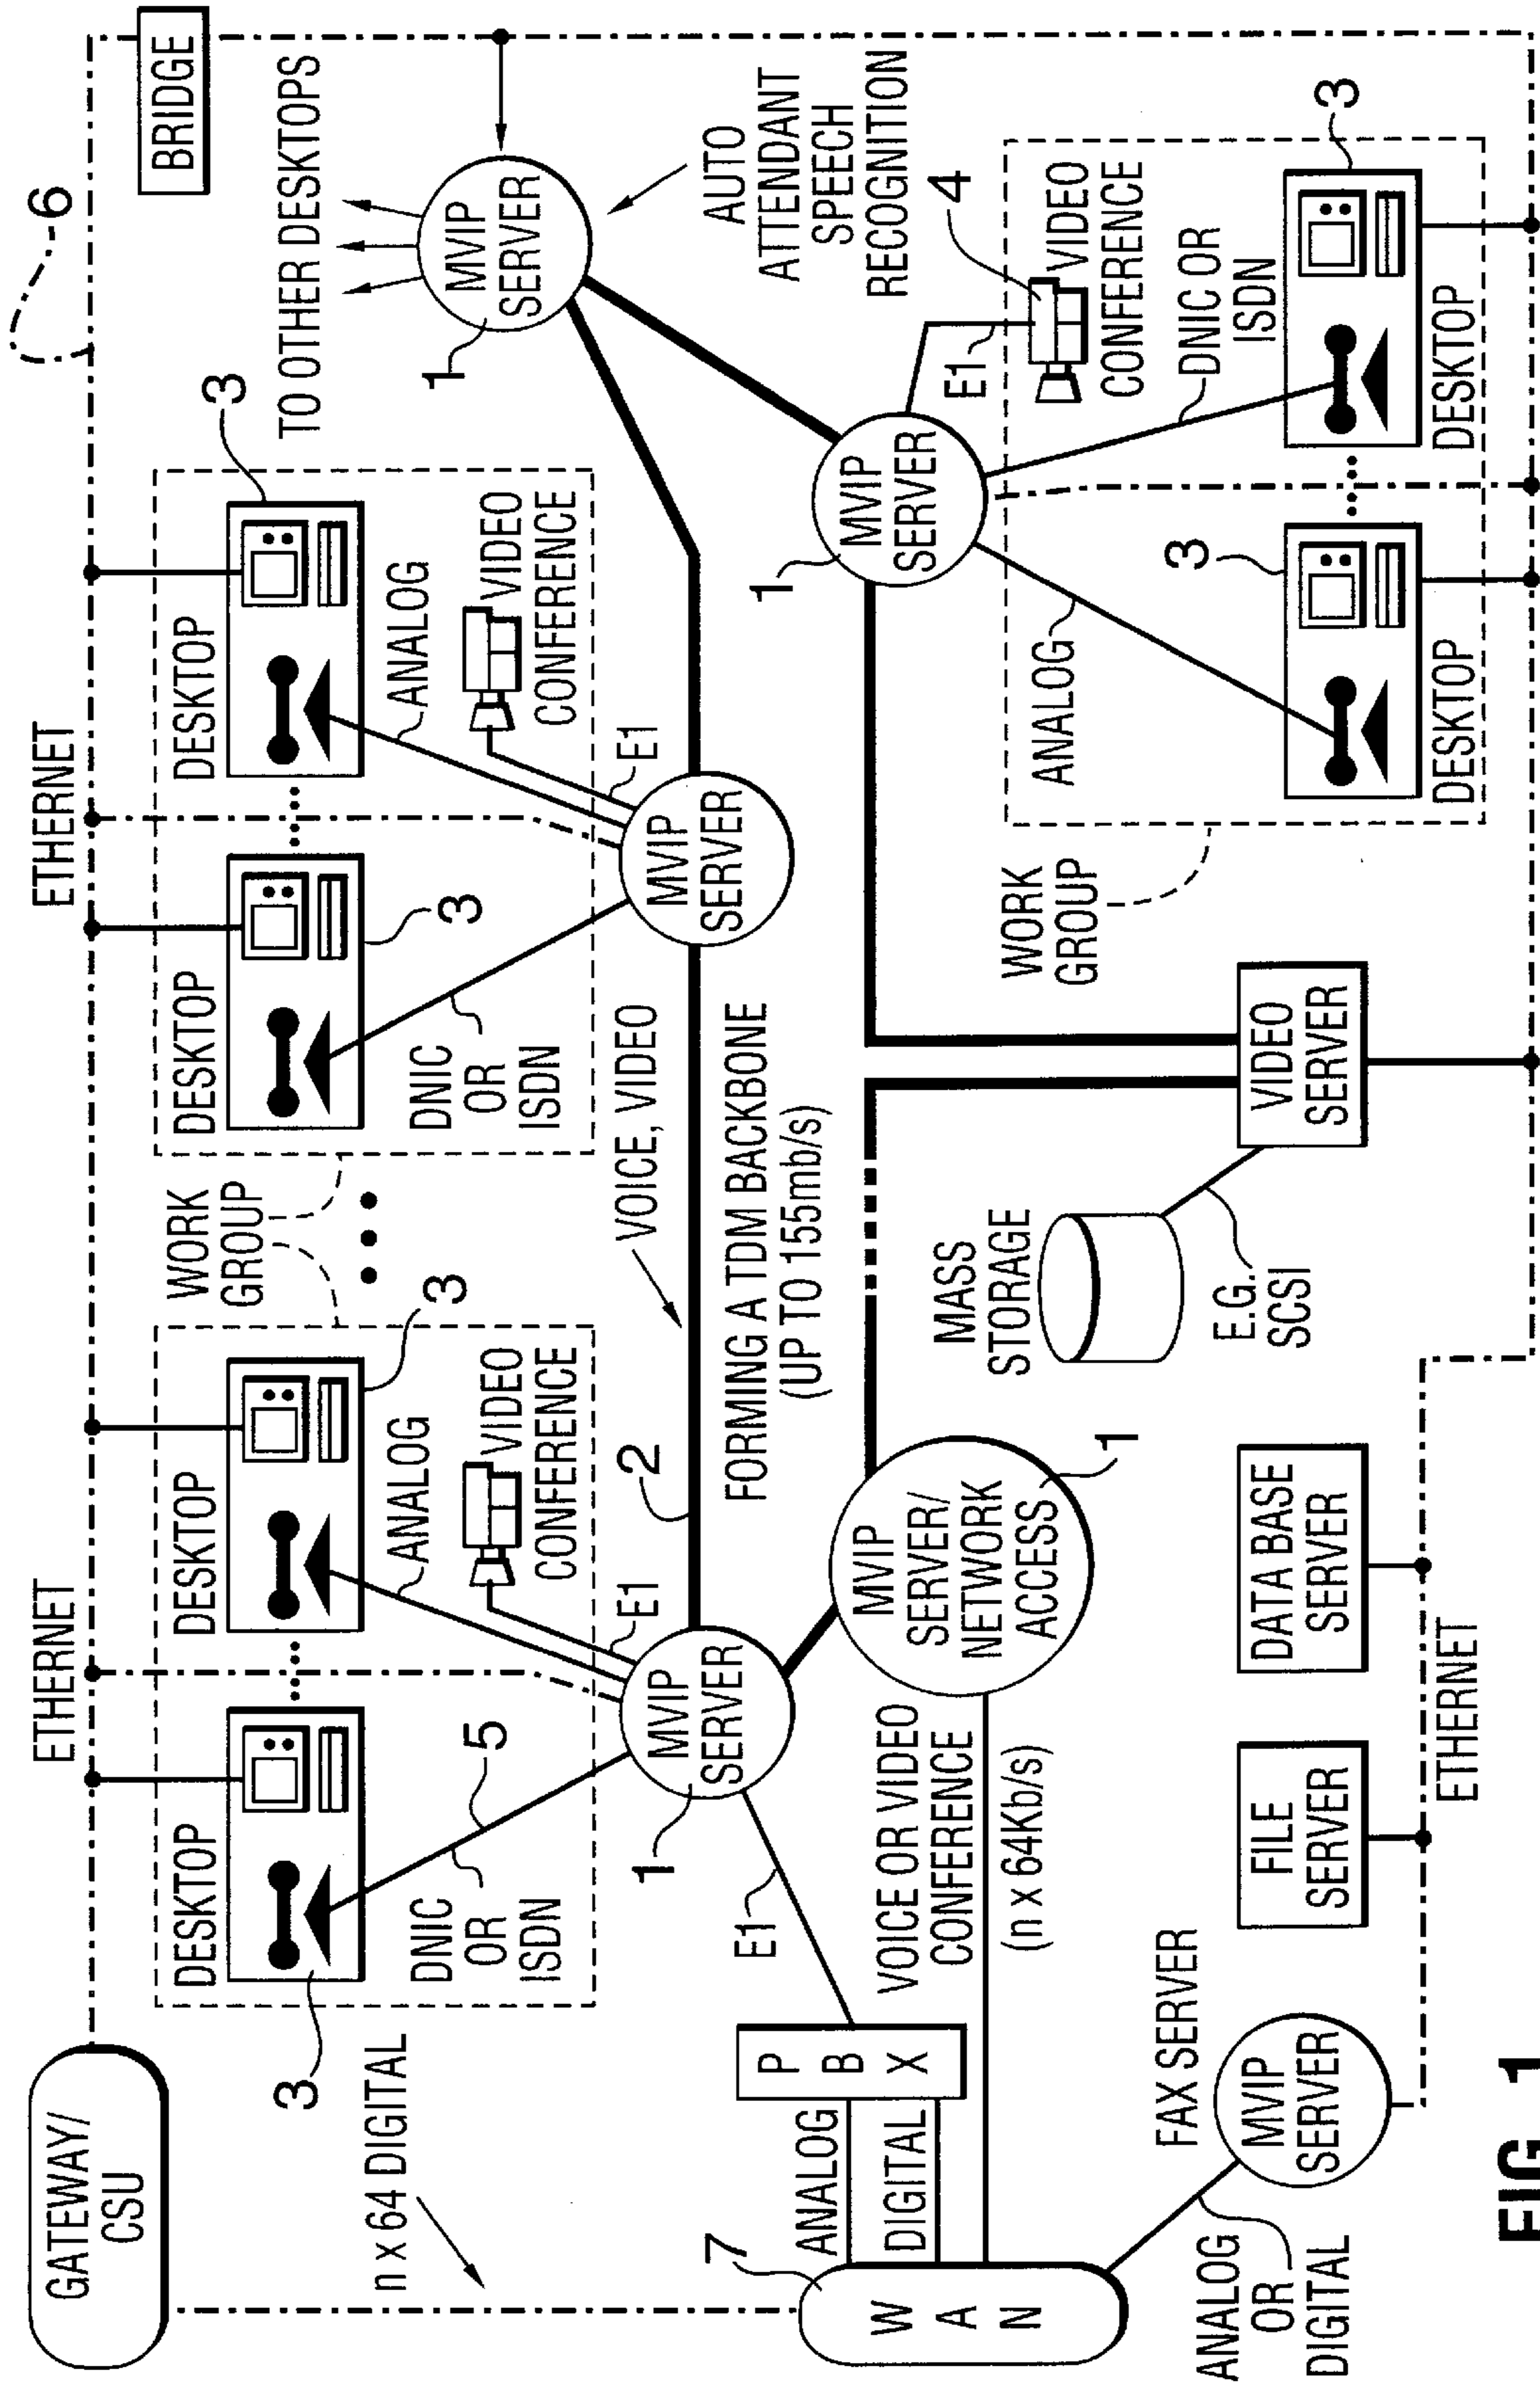 GATEWAY/
CSU
n x 64 DIGITAL
ETHERNET
ETHERNET
6
BRIDGE
DESKTOP
DESKTOP
3
3
DNIC
OR
ISDN
5
ANALOG
VIDEO
CONFERENCE
E1
WORK
GROUP
DESKTOP
DESKTOP
3
3
DNIC
OR
ISDN
ANALOG
VIDEO
CONFERENCE
E1
TO OTHER DESKTOPS
MVIP
SERVER
1
AUTO
ATTENDANT
SPEECH
RECOGNITION
MVIP
SERVER
1
2
VOICE, VIDEO
FORMING A TDM BACKBONE
(UP TO 155mb/s)
MVIP
SERVER
E1
P
B
X
ANALOG
DIGITAL
7
W
A
N
VOICE OR VIDEO
CONFERENCE
(n x 64Kb/s)
MVIP
SERVER/
NETWORK
ACCESS
1
MASS
STORAGE
E.G.
SCSI
VIDEO
SERVER
MVIP
SERVER
1
E1
4
VIDEO
CONFERENCE
ANALOG
DNIC OR
ISDN
WORK
GROUP
3
3
DESKTOP
DESKTOP
ANALOG
OR
DIGITAL
FAX SERVER
MVIP
SERVER
FILE
SERVER
DATA BASE
SERVER
ETHERNET
FIG. 1